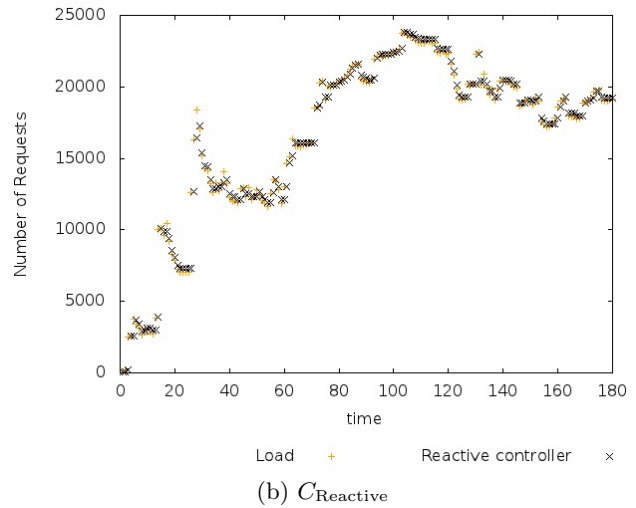 25000
20000
15000
10000
5000
0
Number of Requests
0 20 40 60 80 100 120 140 160 180
time
Load + Reactive controller ×
(b) C_Reactive